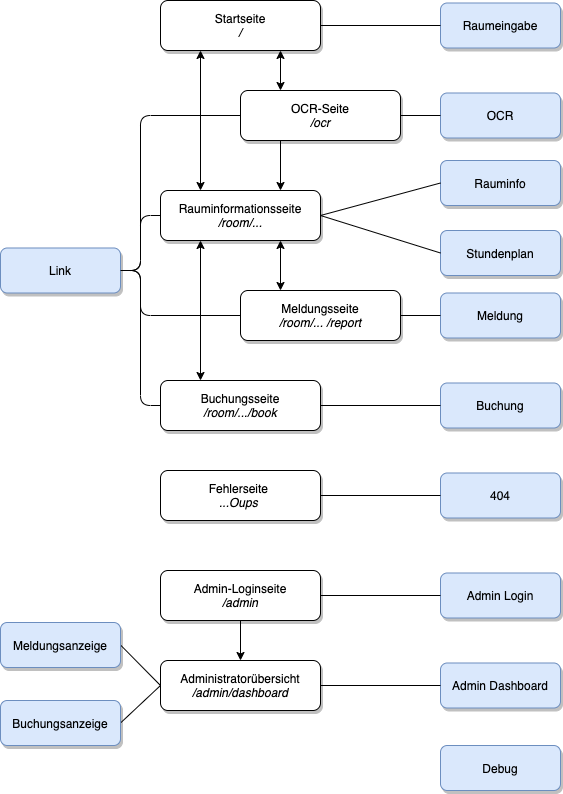 Startseite
/
Raumeingabe
OCR-Seite
/ocr
OCR
Rauminformationsseite
/room/...
Rauminfo
Stundenplan
Link
Meldungsseite
/room/... /report
Meldung
Buchungsseite
/room/.../book
Buchung
Fehlerseite
...Oups
404
Admin-Loginseite
/admin
Admin Login
Meldungsanzeige
Administratorübersicht
/admin/dashboard
Admin Dashboard
Buchungsanzeige
Debug